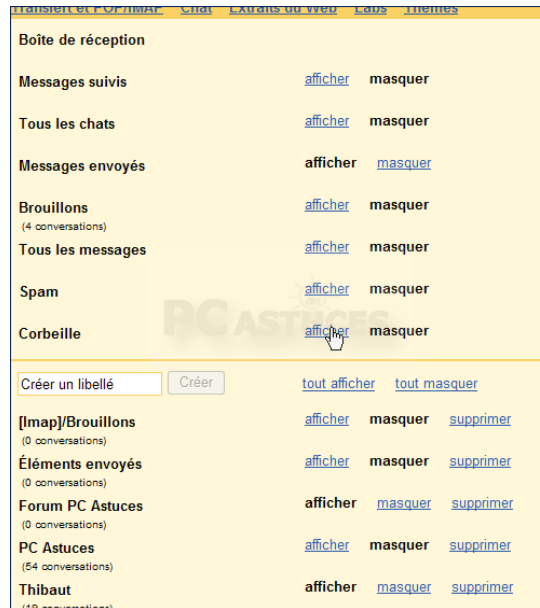 Transfert et POP/IMAP Chat Extraits du Web Labs Thèmes
Boîte de réception
Messages suivis afficher masquer
Tous les chats afficher masquer
Messages envoyés afficher masquer
Brouillons afficher masquer
(4 conversations)
Tous les messages afficher masquer
Spam afficher masquer
PC ASTUCES
Corbeille afficher masquer
Créer un libellé Créer tout afficher tout masquer
[Imap]/Brouillons afficher masquer supprimer
(0 conversations)
Éléments envoyés afficher masquer supprimer
(0 conversations)
Forum PC Astuces afficher masquer supprimer
(0 conversations)
PC Astuces afficher masquer supprimer
(54 conversations)
Thibaut afficher masquer supprimer
(19 conversations)